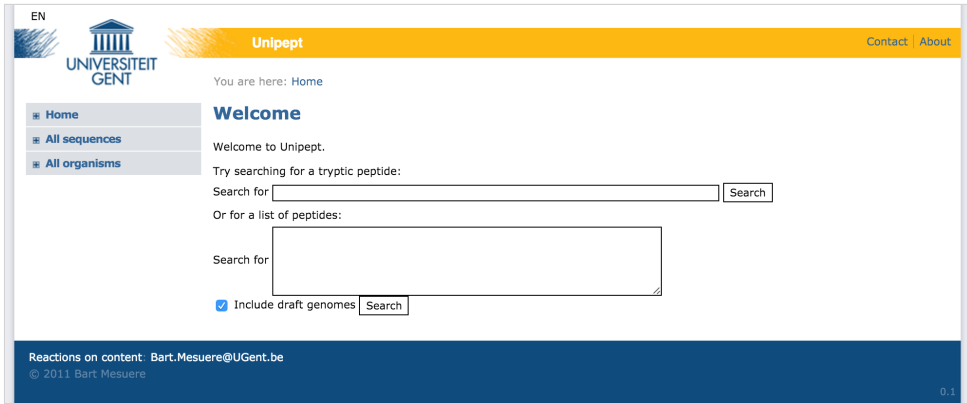 EN
UNIVERSITEIT
GENT
Unipept
Contact | About
You are here: Home
Home
All sequences
All organisms
Welcome
Welcome to Unipept.
Try searching for a tryptic peptide:
Search for Search
Or for a list of peptides:
Search for
Include draft genomes Search
Reactions on content: Bart.Mesuere@UGent.be
© 2011 Bart Mesuere
0.1